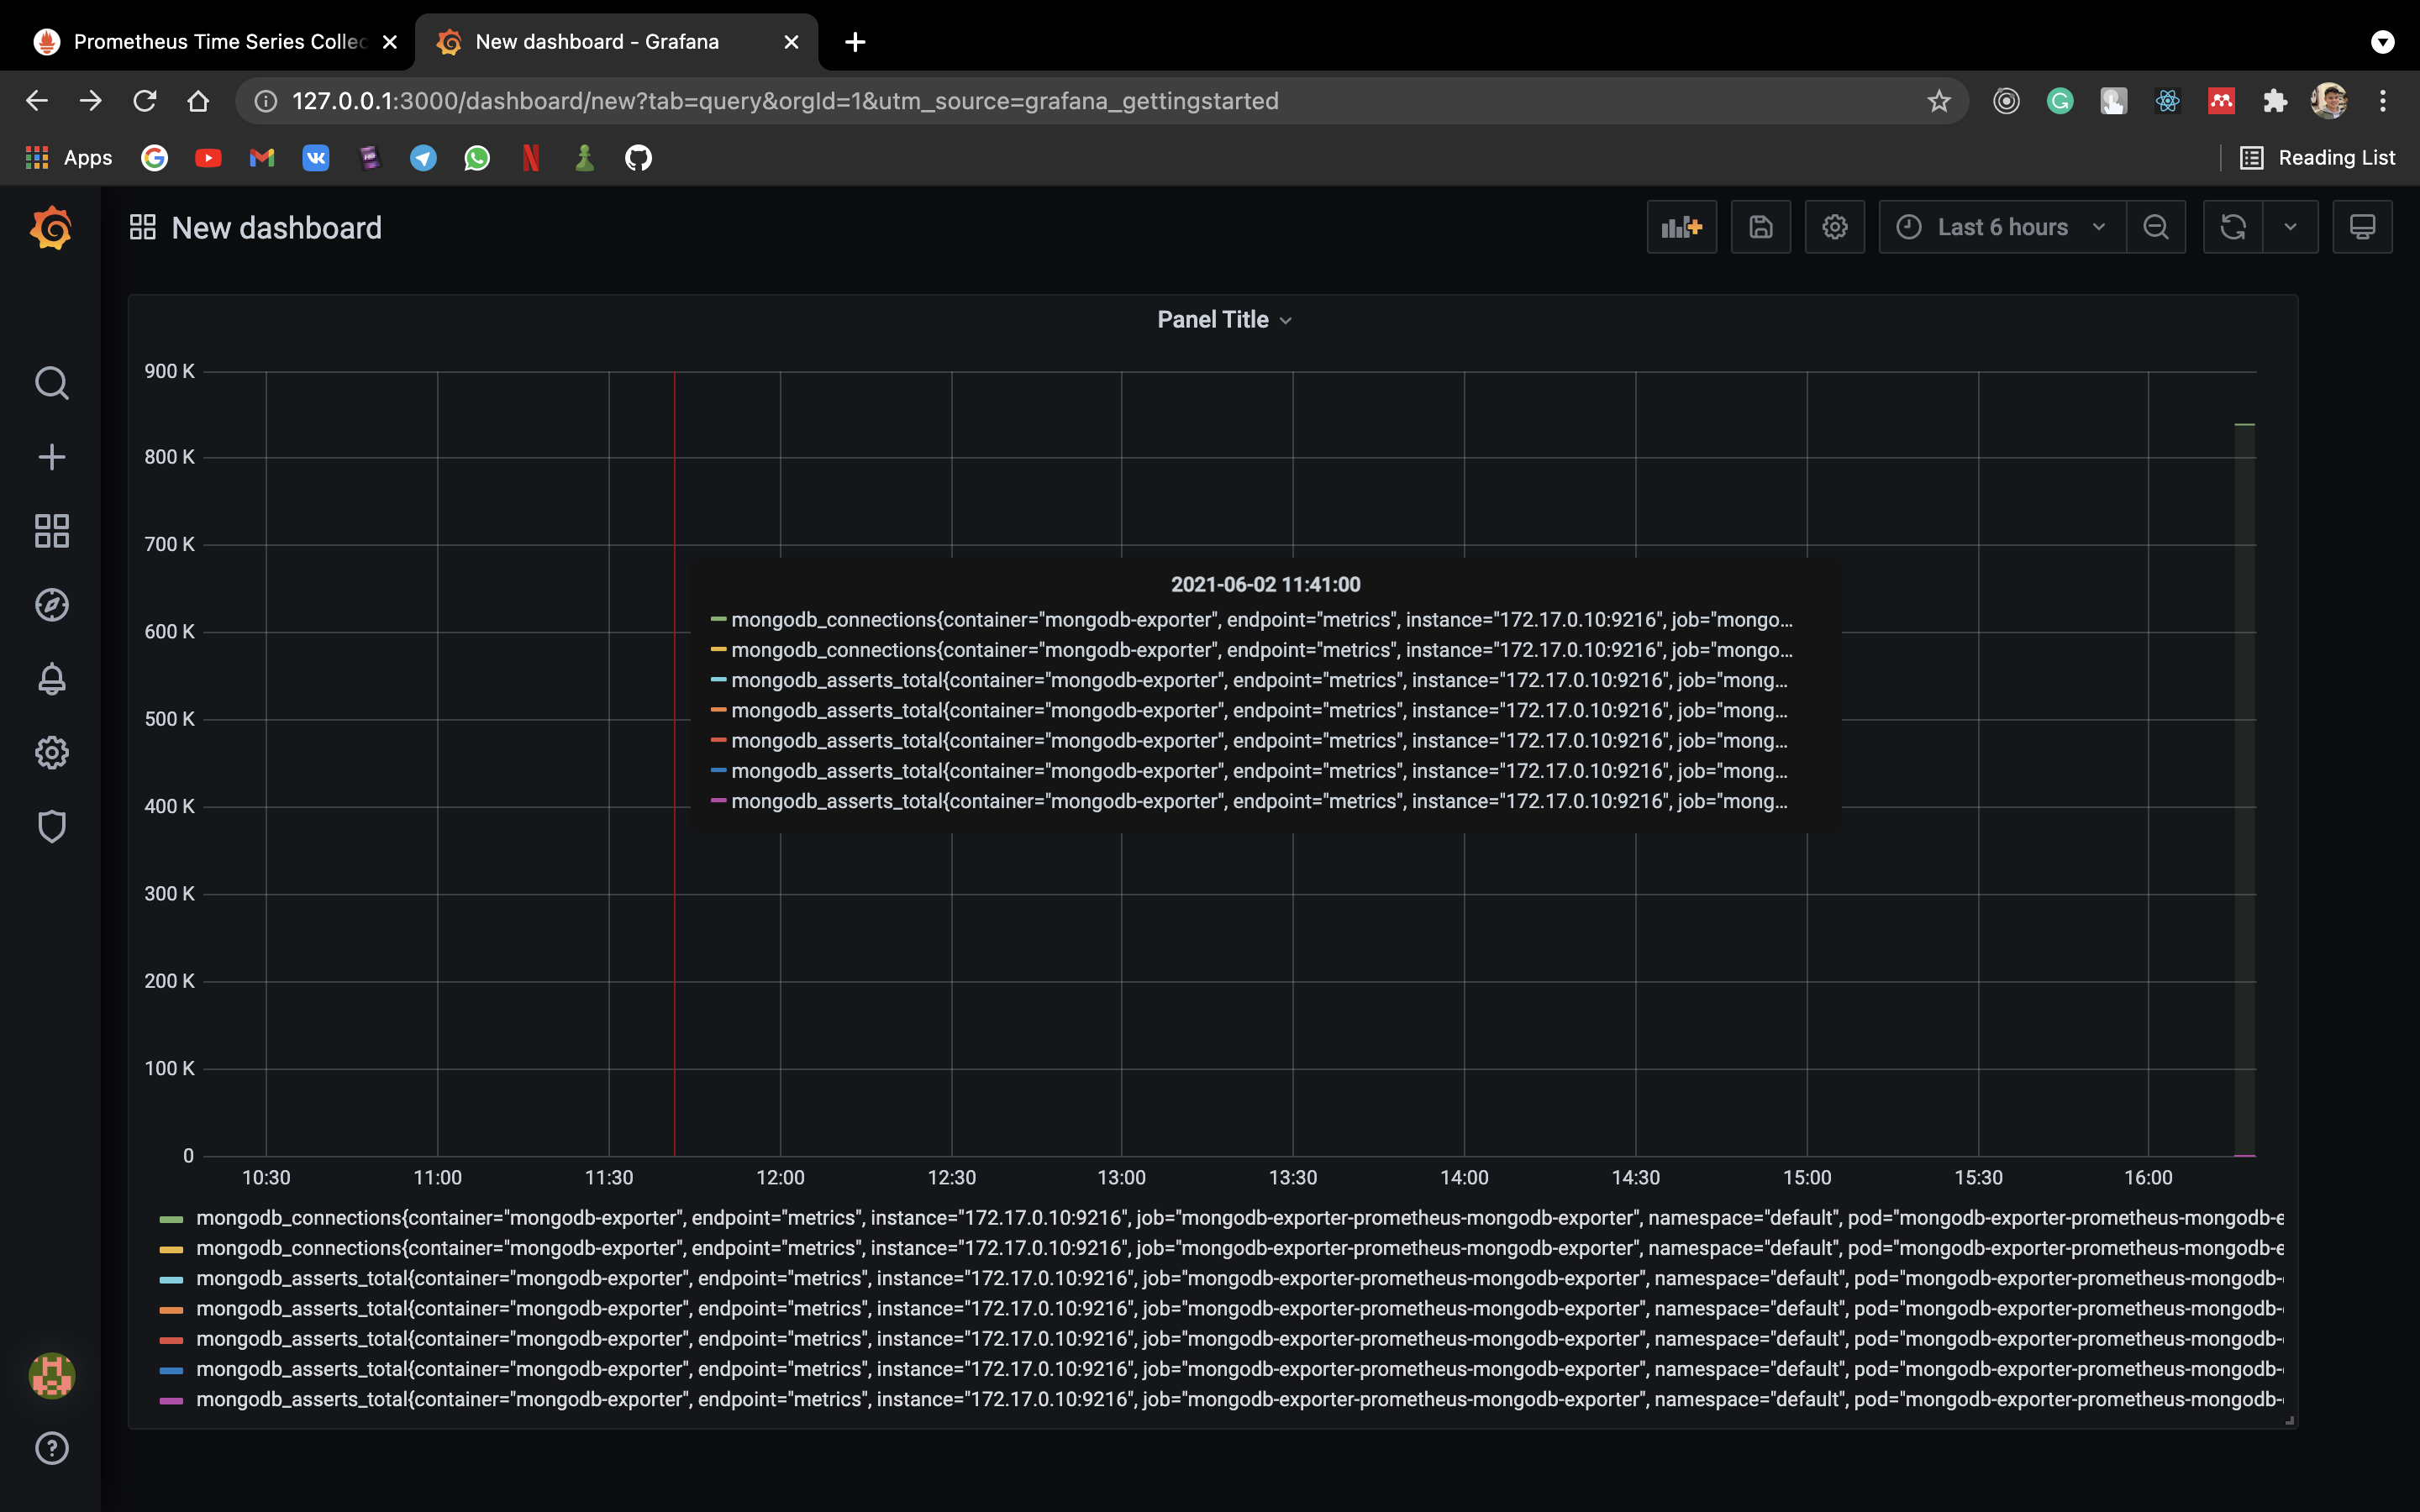 Prometheus Time Series Collec
New dashboard - Grafana
127.0.0.1:3000/dashboard/new?tab=query&orgId=1&utm_source=grafana_gettingstarted
Apps
Reading List
New dashboard
Last 6 hours
Panel Title
900 K
800 K
700 K
600 K
500 K
400 K
300 K
200 K
100 K
0
2021-06-02 11:41:00
mongodb_connections{container="mongodb-exporter", endpoint="metrics", instance="172.17.0.10:9216", job="mongo...
mongodb_connections{container="mongodb-exporter", endpoint="metrics", instance="172.17.0.10:9216", job="mongo...
mongodb_asserts_total{container="mongodb-exporter", endpoint="metrics", instance="172.17.0.10:9216", job="mong...
mongodb_asserts_total{container="mongodb-exporter", endpoint="metrics", instance="172.17.0.10:9216", job="mong...
mongodb_asserts_total{container="mongodb-exporter", endpoint="metrics", instance="172.17.0.10:9216", job="mong...
mongodb_asserts_total{container="mongodb-exporter", endpoint="metrics", instance="172.17.0.10:9216", job="mong...
mongodb_asserts_total{container="mongodb-exporter", endpoint="metrics", instance="172.17.0.10:9216", job="mong...
10:30 11:00 11:30 12:00 12:30 13:00 13:30 14:00 14:30 15:00 15:30 16:00
mongodb_connections{container="mongodb-exporter", endpoint="metrics", instance="172.17.0.10:9216", job="mongodb-exporter-prometheus-mongodb-exporter", namespace="default", pod="mongodb-exporter-prometheus-mongodb-e
mongodb_connections{container="mongodb-exporter", endpoint="metrics", instance="172.17.0.10:9216", job="mongodb-exporter-prometheus-mongodb-exporter", namespace="default", pod="mongodb-exporter-prometheus-mongodb-e
mongodb_asserts_total{container="mongodb-exporter", endpoint="metrics", instance="172.17.0.10:9216", job="mongodb-exporter-prometheus-mongodb-exporter", namespace="default", pod="mongodb-exporter-prometheus-mongodb-
mongodb_asserts_total{container="mongodb-exporter", endpoint="metrics", instance="172.17.0.10:9216", job="mongodb-exporter-prometheus-mongodb-exporter", namespace="default", pod="mongodb-exporter-prometheus-mongodb-
mongodb_asserts_total{container="mongodb-exporter", endpoint="metrics", instance="172.17.0.10:9216", job="mongodb-exporter-prometheus-mongodb-exporter", namespace="default", pod="mongodb-exporter-prometheus-mongodb-
mongodb_asserts_total{container="mongodb-exporter", endpoint="metrics", instance="172.17.0.10:9216", job="mongodb-exporter-prometheus-mongodb-exporter", namespace="default", pod="mongodb-exporter-prometheus-mongodb-
mongodb_asserts_total{container="mongodb-exporter", endpoint="metrics", instance="172.17.0.10:9216", job="mongodb-exporter-prometheus-mongodb-exporter", namespace="default", pod="mongodb-exporter-prometheus-mongodb-